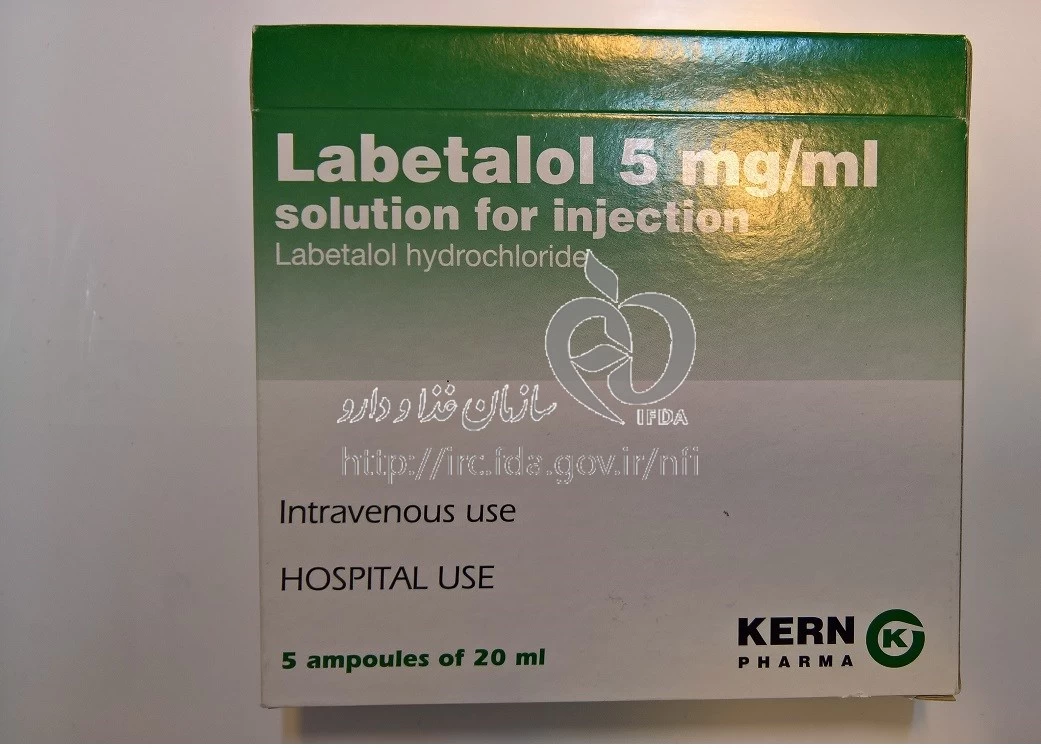 Labetalol 5 mg/ml
solution for injection
Labetalol hydrochloride
IFDA
سازمان غذا و دارو
http://irc.fda.gov.ir/nfi
Intravenous use
HOSPITAL USE
5 ampoules of 20 ml
KERN
PHARMA
K